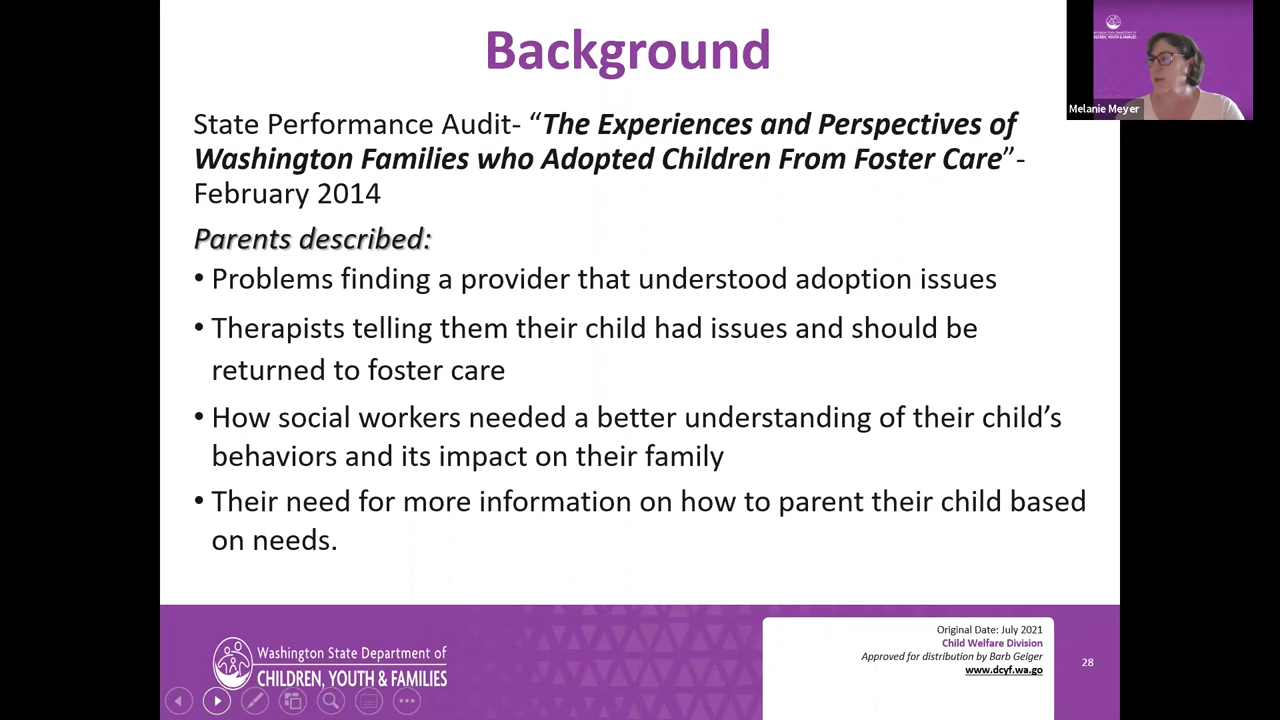 Background
State Performance Audit- “The Experiences and Perspectives of
Washington Families who Adopted Children From Foster Care”-
February 2014
Parents described:
• Problems finding a provider that understood adoption issues
• Therapists telling them their child had issues and should be
returned to foster care
• How social workers needed a better understanding of their child’s
behaviors and its impact on their family
• Their need for more information on how to parent their child based
on needs.
Washington State Department of
CHILDREN, YOUTH & FAMILIES
Original Date: July 2021
Child Welfare Division
Approved for distribution by Barb Geiger
www.dcyf.wa.go
28
Washington State Department of
Melanie Meyer